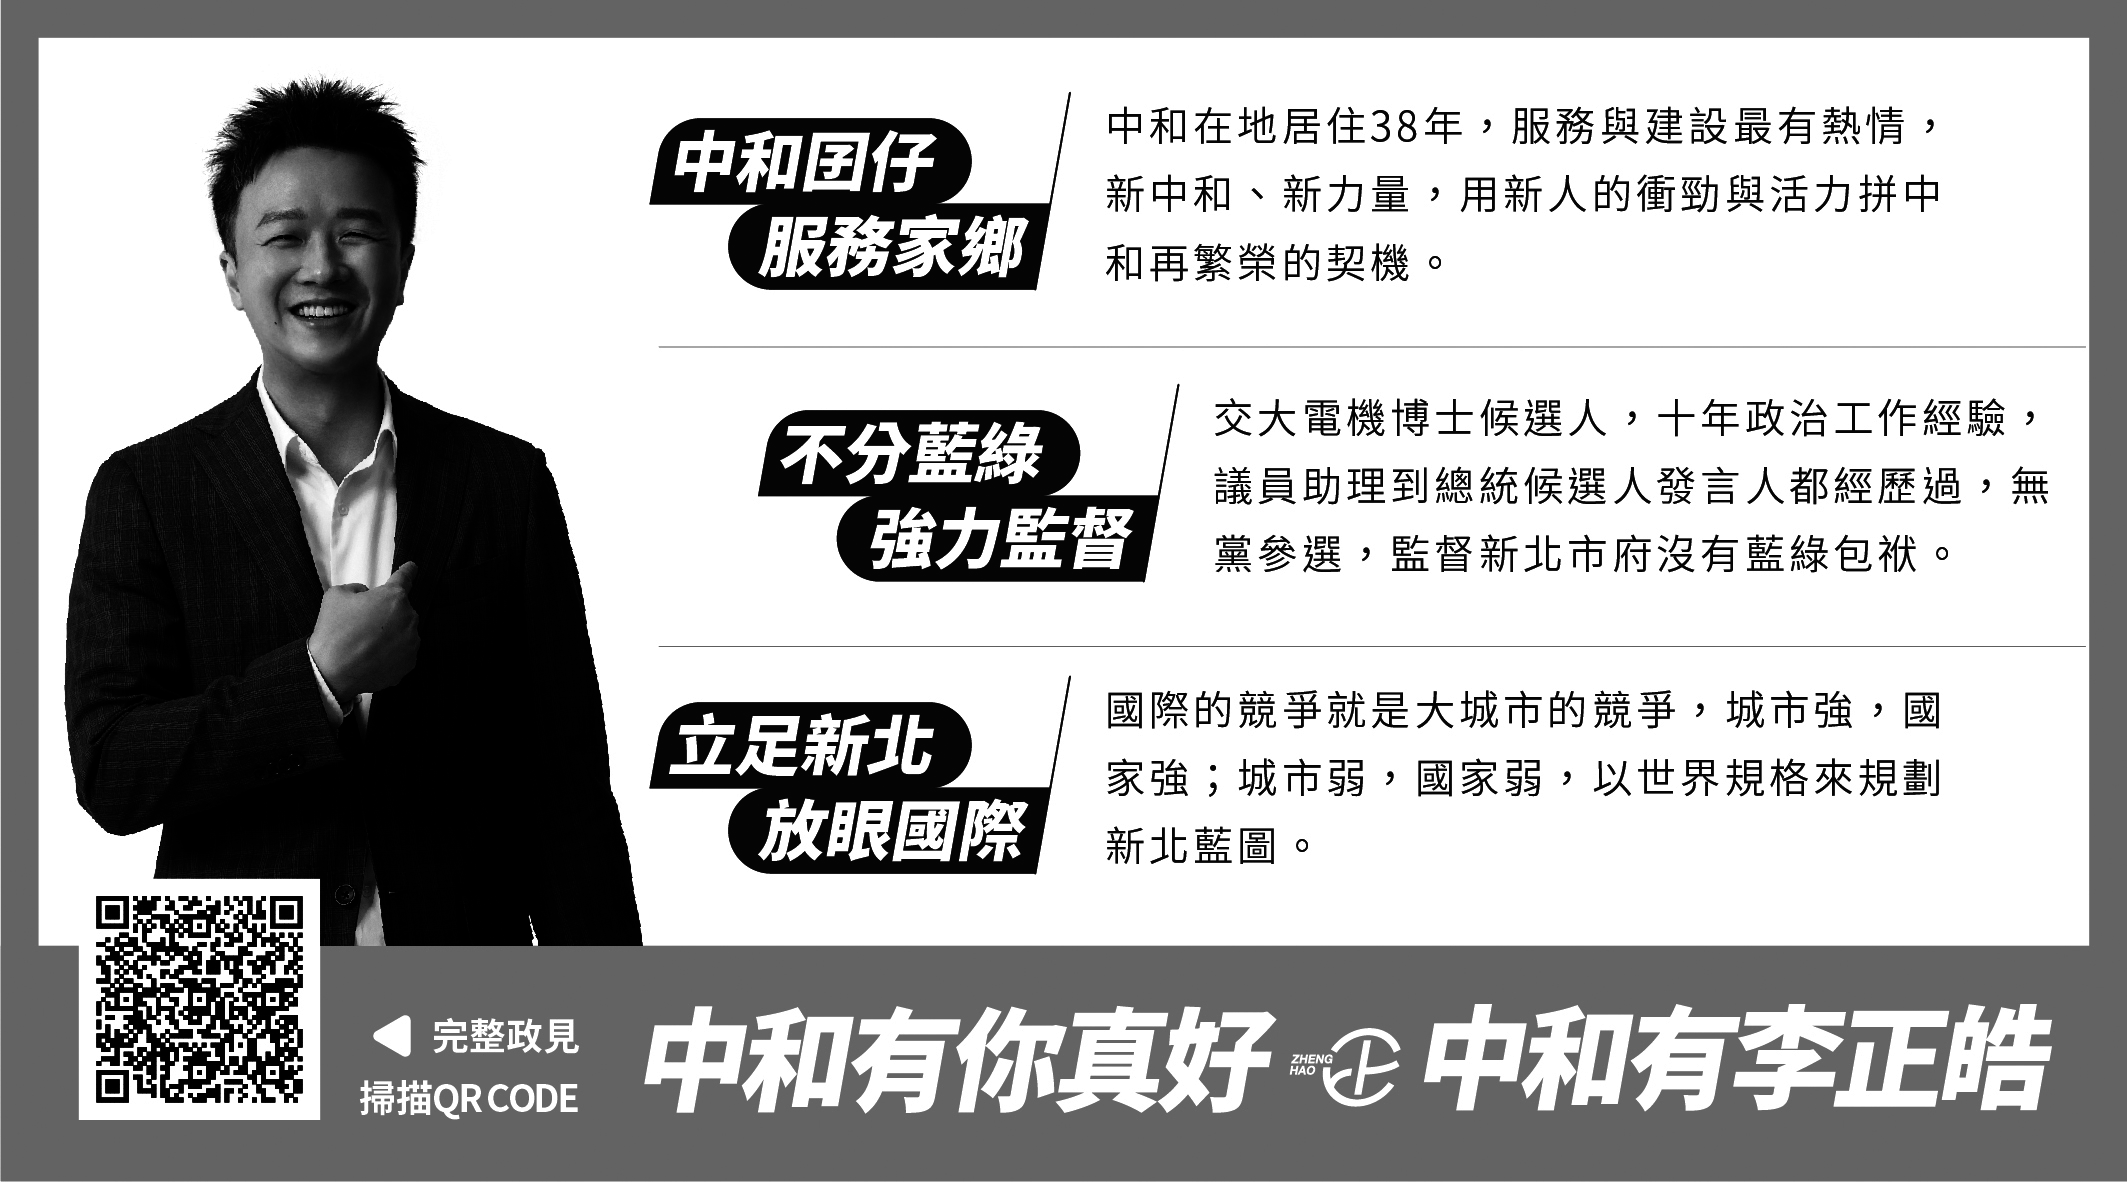 中和囝仔
服務家鄉
中和在地居住38年，服務與建設最有熱情，
新中和、新力量，用新人的衝勁與活力拼中
和再繁榮的契機。
不分藍綠
強力監督
交大電機博士候選人，十年政治工作經驗，
議員助理到總統候選人發言人都經歷過，無
黨參選，監督新北市府沒有藍綠包袱。
立足新北
放眼國際
國際的競爭就是大城市的競爭，城市強，國
家強；城市弱，國家弱，以世界規格來規劃
新北藍圖。
完整政見
掃描QR CODE
中和有你真好
ZHENG
HAO
中和有李正皓